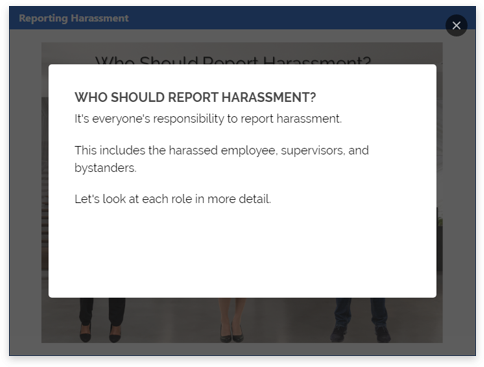 Reporting Harassment
Who Should Report Harassment?
WHO SHOULD REPORT HARASSMENT?
It's everyone's responsibility to report harassment.
This includes the harassed employee, supervisors, and
bystanders.
Let's look at each role in more detail.